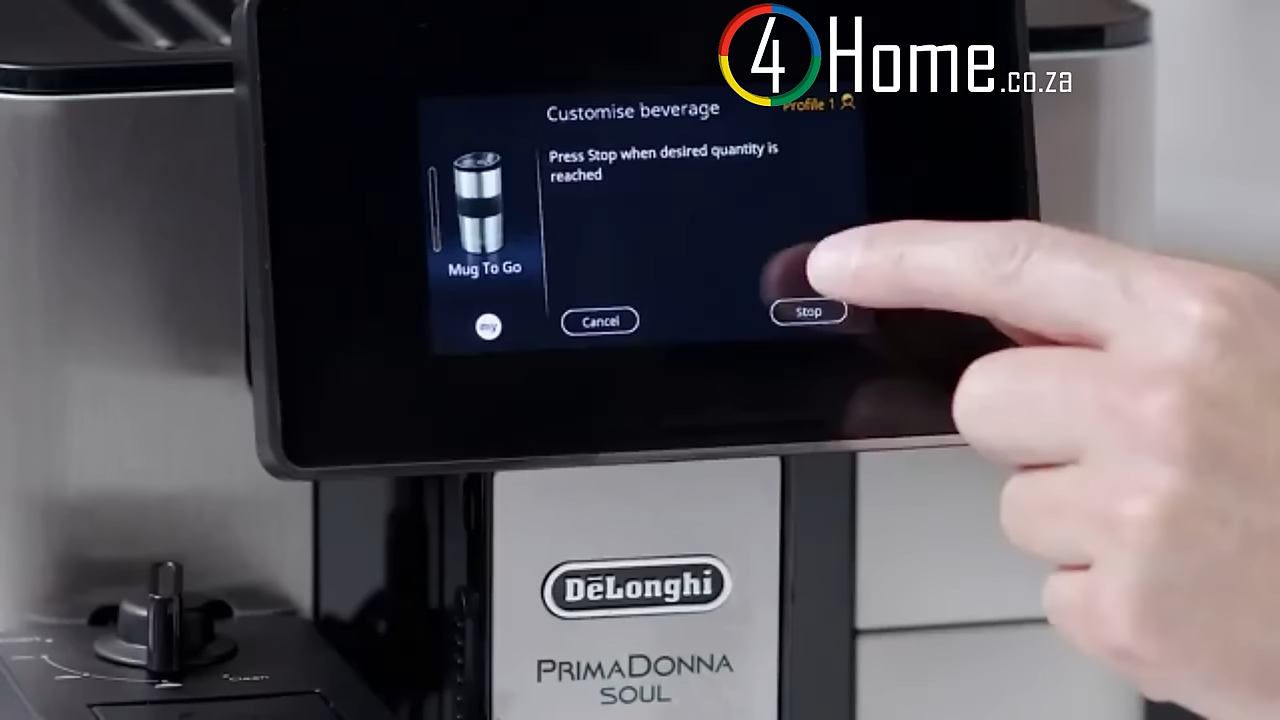 4Home.co.za
Customise beverage
Profile 1
Press Stop when desired quantity is
reached
Mug To Go
my
Cancel
Stop
DeLonghi
PRIMADONNA
SOUL
CLEAN